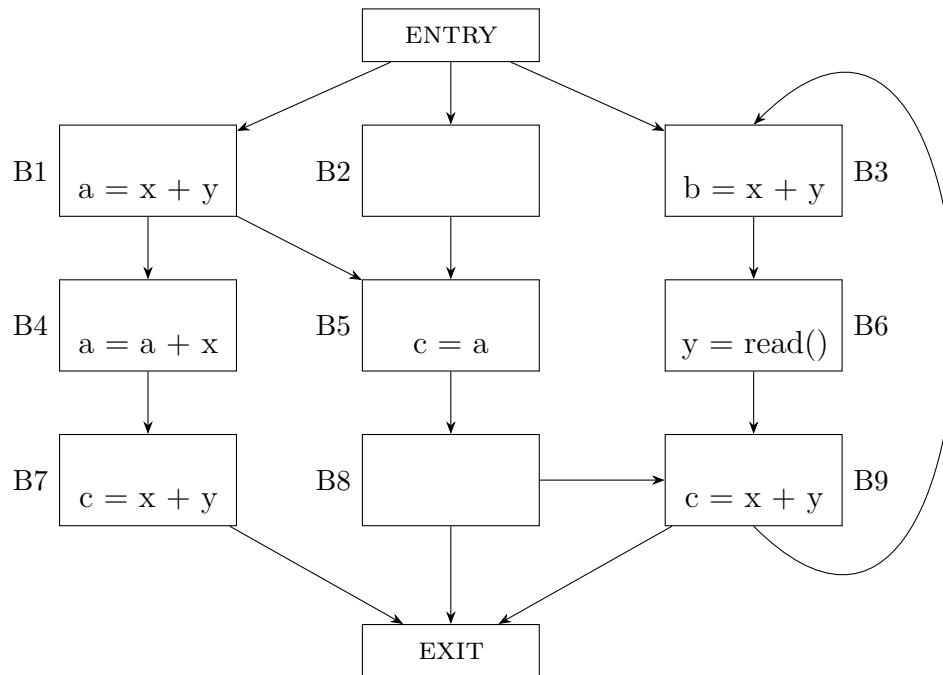 ENTRY
B1
a = x + y
B2
b = x + y
B3
B4
a = a + x
B5
c = a
y = read()
B6
B7
c = x + y
B8
c = x + y
B9
EXIT